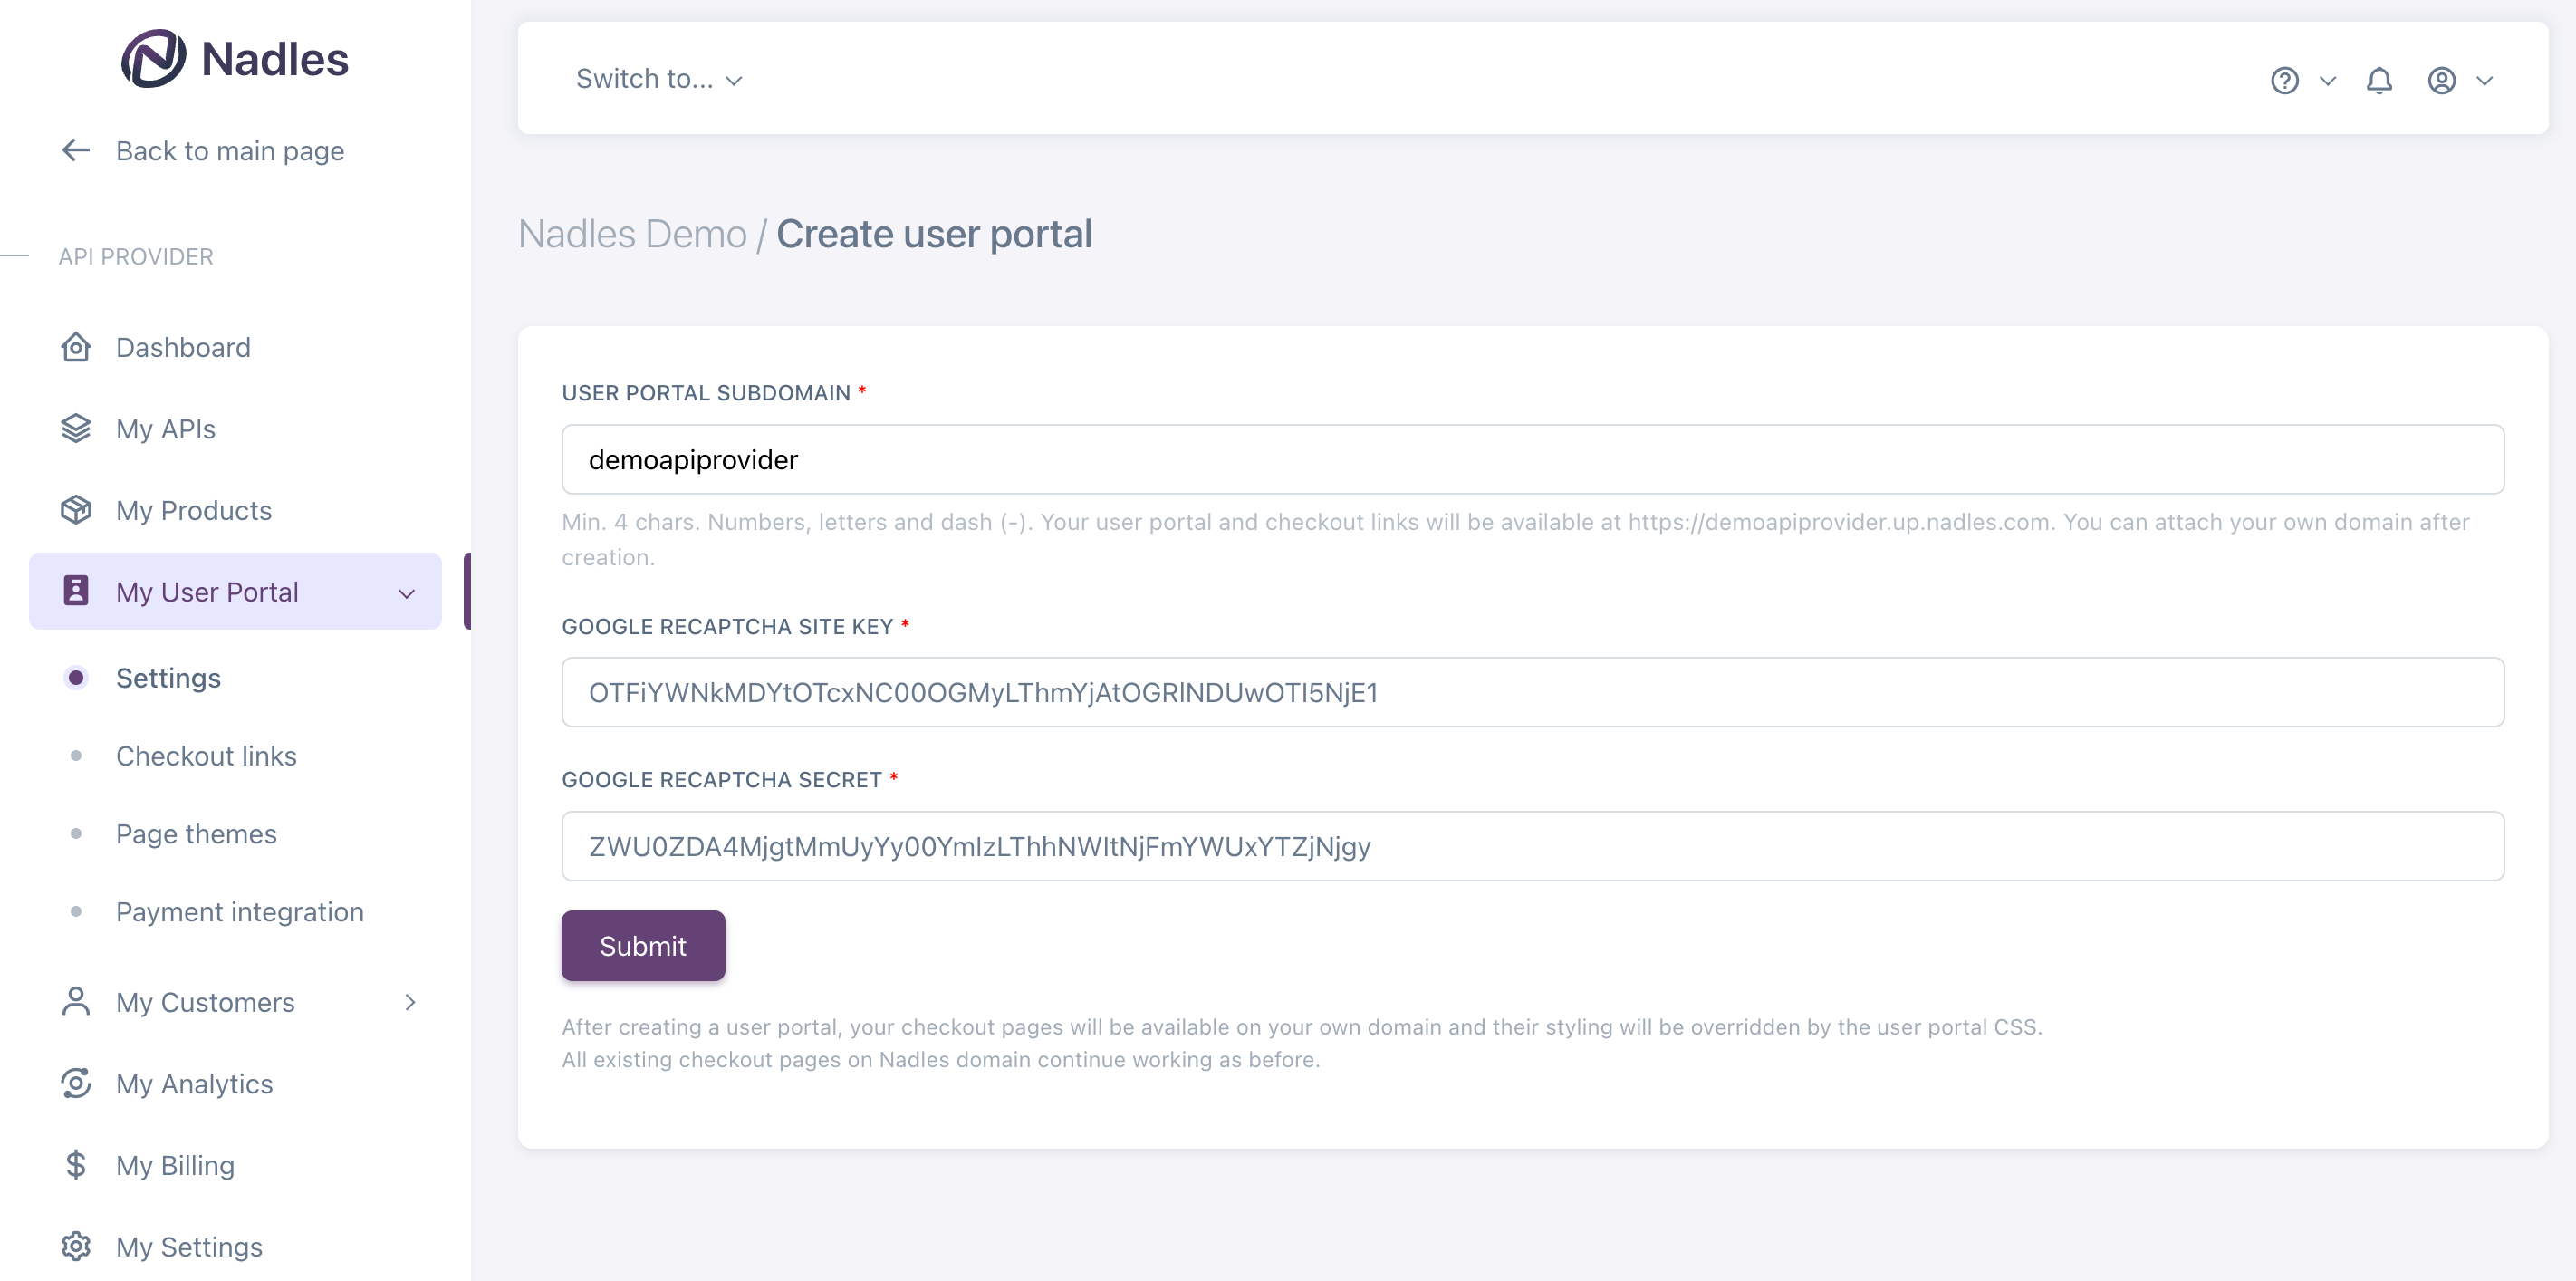 Nadles
Back to main page
API PROVIDER
Dashboard
My APIs
My Products
My User Portal
Settings
Checkout links
Page themes
Payment integration
My Customers
My Analytics
My Billing
My Settings
Switch to...
Nadles Demo / Create user portal
USER PORTAL SUBDOMAIN *
demoapiprovider
Min. 4 chars. Numbers, letters and dash (-). Your user portal and checkout links will be available at https://demoapiprovider.up.nadles.com. You can attach your own domain after
creation.
GOOGLE RECAPTCHA SITE KEY *
OTFiYWNkMDYtOTcxNC00OGMyLThmYjAtOGRlNDUwOTI5NjE1
GOOGLE RECAPTCHA SECRET *
ZWU0ZDA4MjgtMmUyYy00YmIzLThhNWItNjFmYWUxYTZjNjgy
Submit
After creating a user portal, your checkout pages will be available on your own domain and their styling will be overridden by the user portal CSS.
All existing checkout pages on Nadles domain continue working as before.